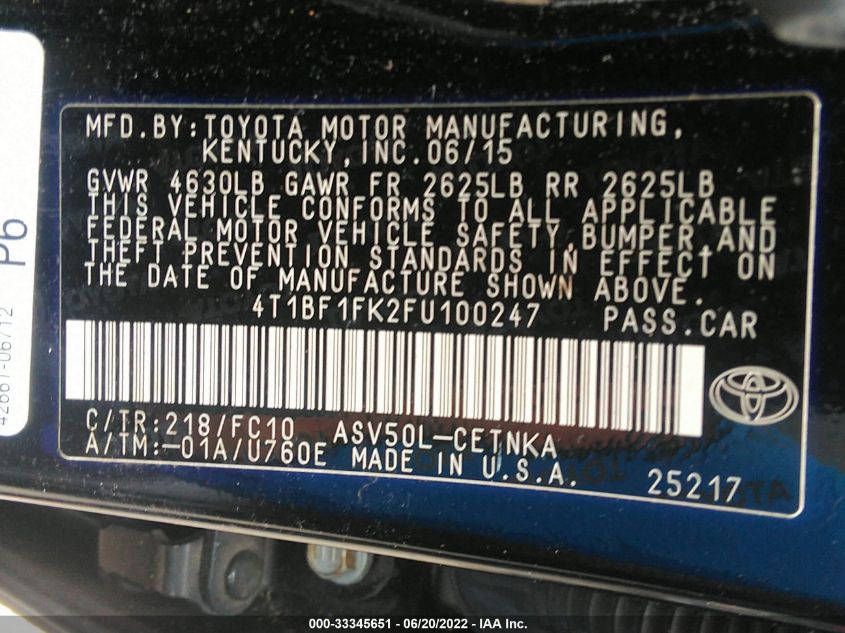 MFD.BY:TOYOTA MOTOR MANUFACTURING,
KENTUCKY,INC.06/15
GVWR 4630LB GAWR FR 2625LB RR 2625LB
THIS VEHICLE CONFORMS TO ALL APPLICABLE
FEDERAL MOTOR VEHICLE SAFETY,BUMPER,AND
THEFT PREVENTION STANDARDS IN EFFECT ON
THE DATE OF MANUFACTURE SHOWN ABOVE.
4T1BF1FK2FU100247 PASS.CAR
C/TR:218/FC10 ASV50L-CETNKA
A/TM:-01A/U760E MADE IN U.S.A.
25217
P6
42661-06712
000-33345651 - 06/20/2022 - IAA Inc.